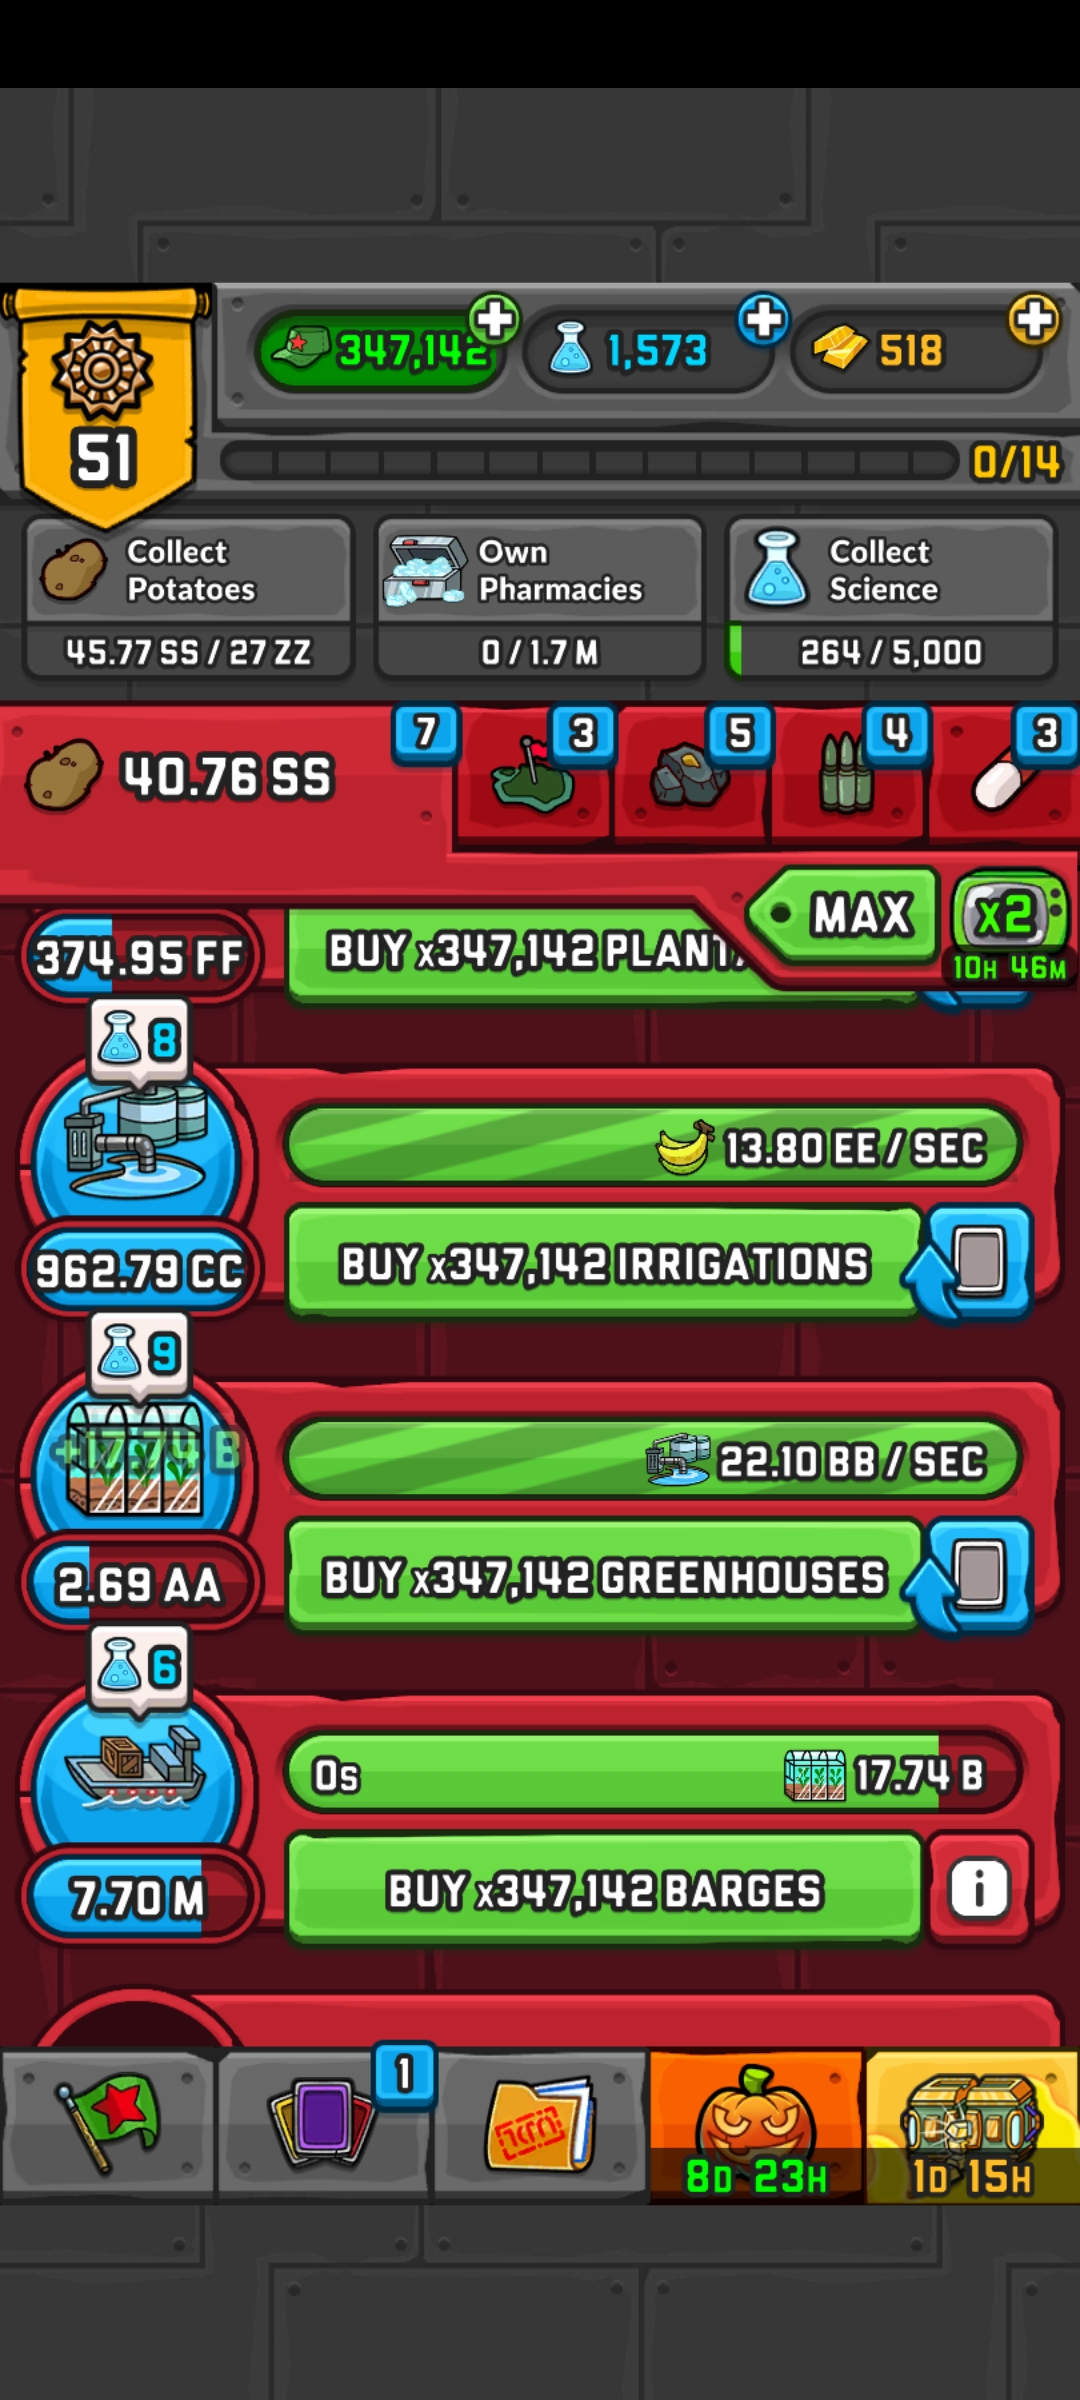 347,142
1,573
518
51
0/14
Collect
Potatoes
45.77 SS / 27 ZZ
Own
Pharmacies
0 / 1.7 M
Collect
Science
264 / 5,000
40.76 SS
7
3
5
4
3
MAX
x2
10H 46M
374.95 FF
BUY x347,142
8
13.80 EE / SEC
962.79 CC
BUY x347,142 IRRIGATIONS
9
+17.74 B
22.10 BB / SEC
2.69 AA
BUY x347,142 GREENHOUSES
6
0s
17.74 B
7.70 M
BUY x347,142 BARGES
i
1
8D 23H
1D 15H